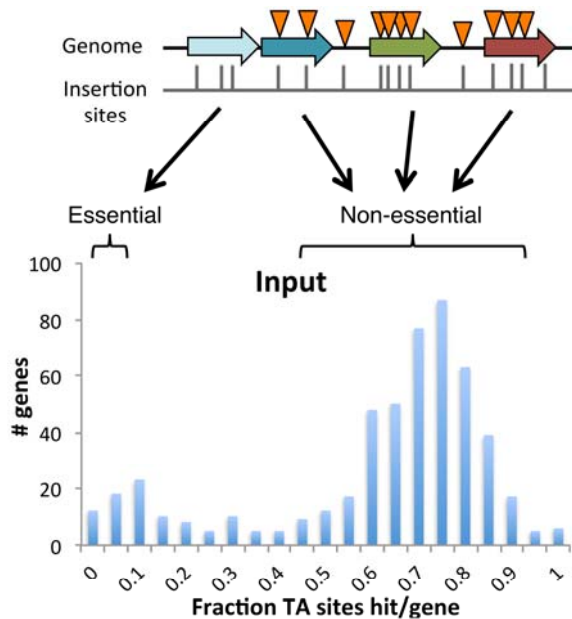 Genome
Insertion
sites
Essential
Non-essential
Input
# genes
100
80
60
40
20
0
0
0.1
0.2
0.3
0.4
0.5
0.6
0.7
0.8
0.9
1
Fraction TA sites hit/gene